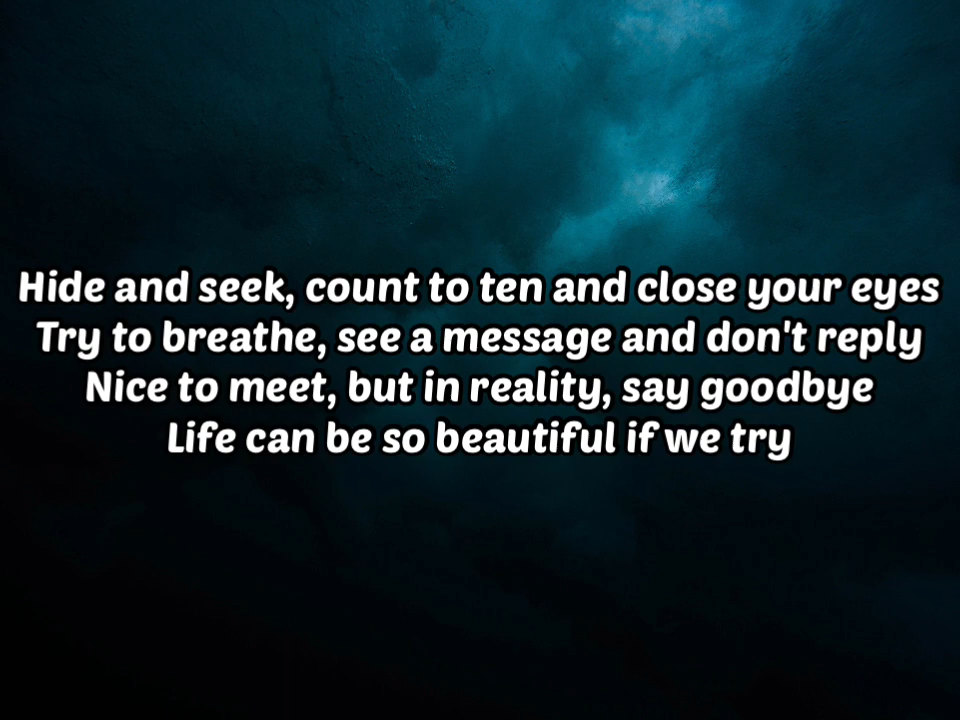 Hide and seek, count to ten and close your eyes
Try to breathe, see a message and don't reply
Nice to meet, but in reality, say goodbye
Life can be so beautiful if we try